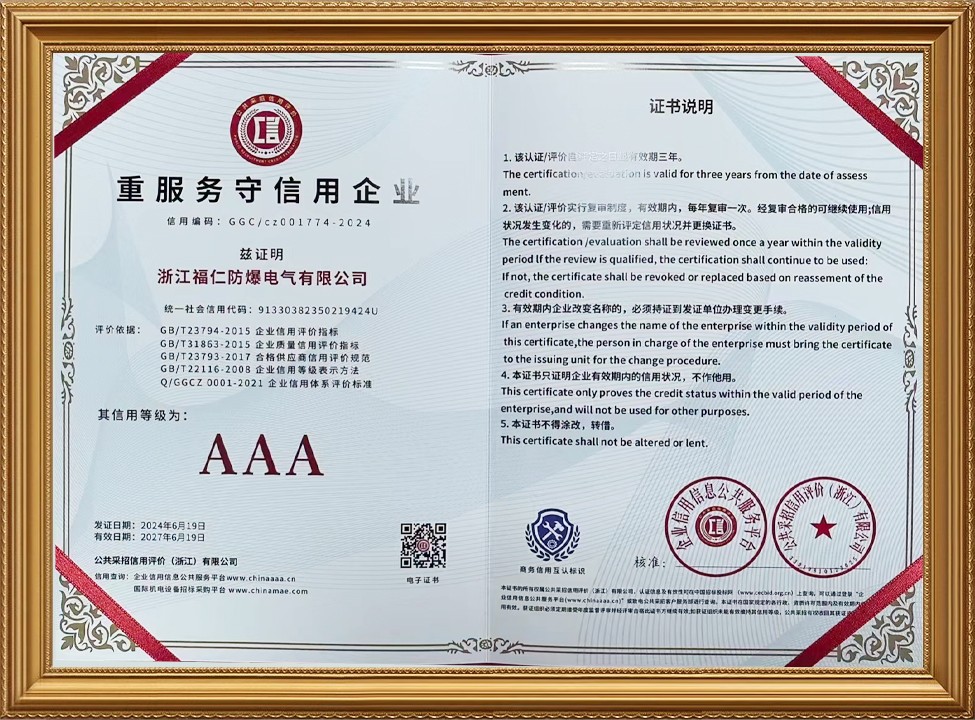 重服务守信用企业
信用编码：GGC/cz001774-2024
兹证明
浙江福仁防爆电气有限公司
统一社会信用代码：91330382350219424U
评价依据：
GB/T23794-2015 企业信用评价指标
GB/T31863-2015 企业质量信用评价指标
GB/T23793-2017 合格供应商信用评价规范
GB/T22116-2008 企业信用等级表示方法
Q/GGCZ 0001-2021 企业信用体系评价标准
其信用等级为：
AAA
发证日期：2024年6月19日
有效日期：2027年6月19日
公共采招信用评价（浙江）有限公司
信用查询：企业信用信息公共服务平台www.chinaaaa.cn
国际机电设备招标采购平台www.chinamae.com
电子证书
证书说明
1. 该认证/评价自有效期三年。
The certification is valid for three years from the date of assess
ment.
2. 该认证/评价实行复审制度，有效期内，每年复审一次。经复审合格的可继续使用;信用
状况发生变化的，需要重新评定信用状况并更换证书。
The certification /evaluation shall be reviewed once a year within the validity
period If the review is qualified, the certification shall continue to be used:
If not, the certificate shall be revoked or replaced based on reassement of the
credit condition.
3. 有效期内企业改变名称的，必须持证到发证单位办理变更手续。
If an enterprise changes the name of the enterprise within the validity period of
this certificate,the person in charge of the enterprise must bring the certificate
to the issuing unit for the change procedure.
4. 本证书只证明企业有效期内的信用状况，不作他用。
This certificate only proves the credit status within the valid period of the
enterprise,and will not be used for other purposes.
5. 本证书不得涂改，转借。
This certificate shall not be altered or lent.
商务信用互认标识
核准：
企业信用信息公共服务平台
公共采招信用评价（浙江）有限公司